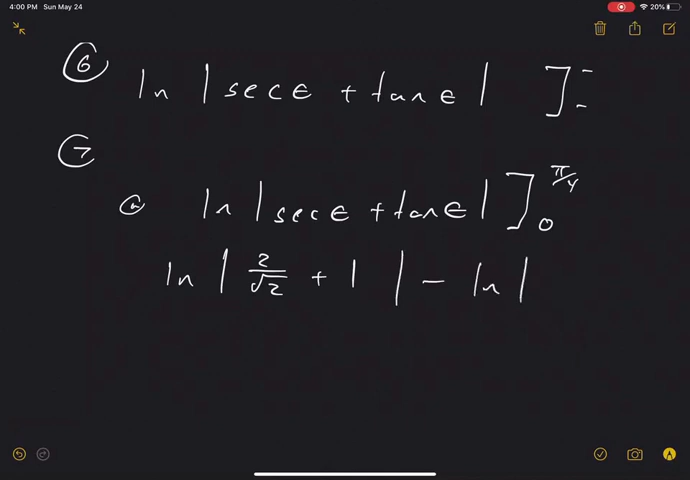 4:00 PM Sun May 24
20%
⑥ ln |sec ϵ + tan ϵ| ]
⑦
ⓐ ln |sec ϵ + tan ϵ| ]₀^π/4
ln | 2/√2 + 1 | − ln |